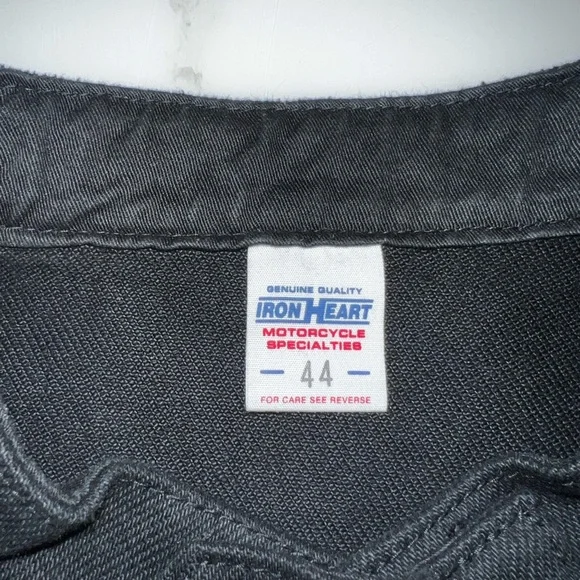 GENUINE QUALITY
IRON HEART
MOTORCYCLE
SPECIALTIES
— 44 —
FOR CARE SEE REVERSE